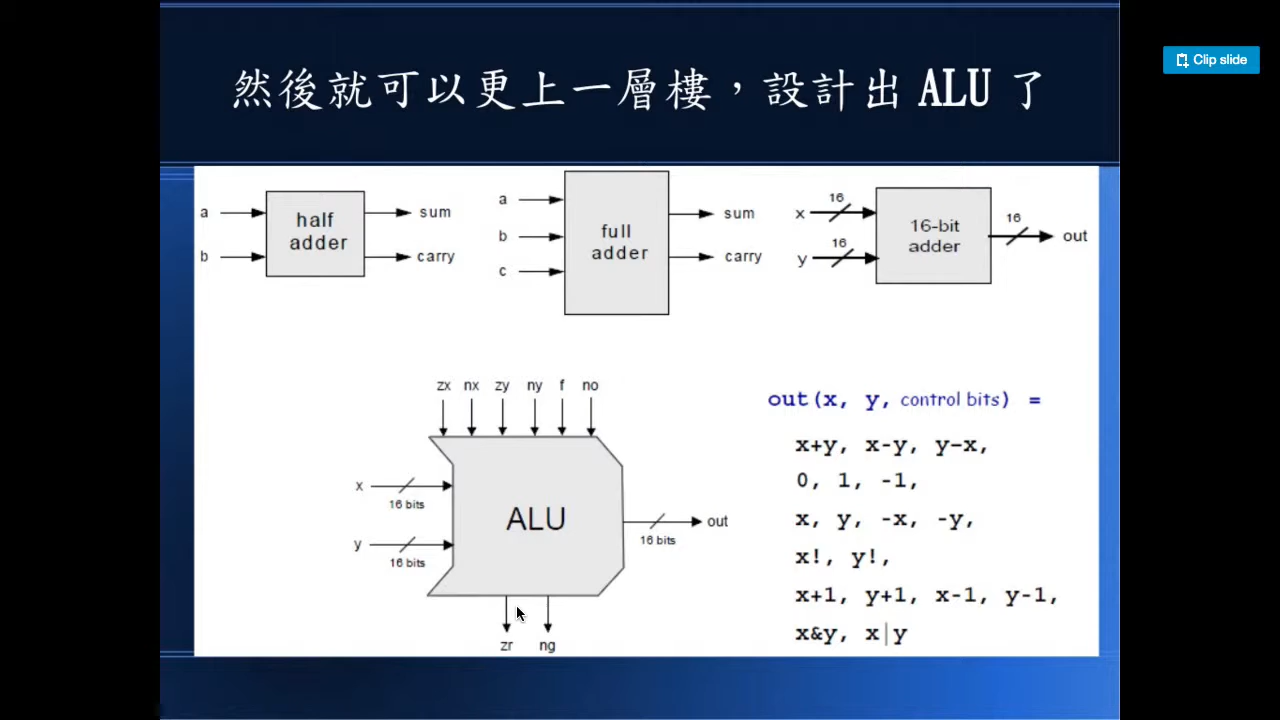 Clip slide
然後就可以更上一層樓，設計出 ALU 了
a
b
half
adder
sum
carry
a
b
c
full
adder
sum
carry
x
16
y
16
16-bit
adder
16
out
zx nx zy ny f no
x
16 bits
y
16 bits
ALU
16 bits
out
zr ng
out(x, y, control bits) =
x+y, x-y, y–x,
0, 1, -1,
x, y, -x, -y,
x!, y!,
x+1, y+1, x-1, y-1,
x&y, x|y